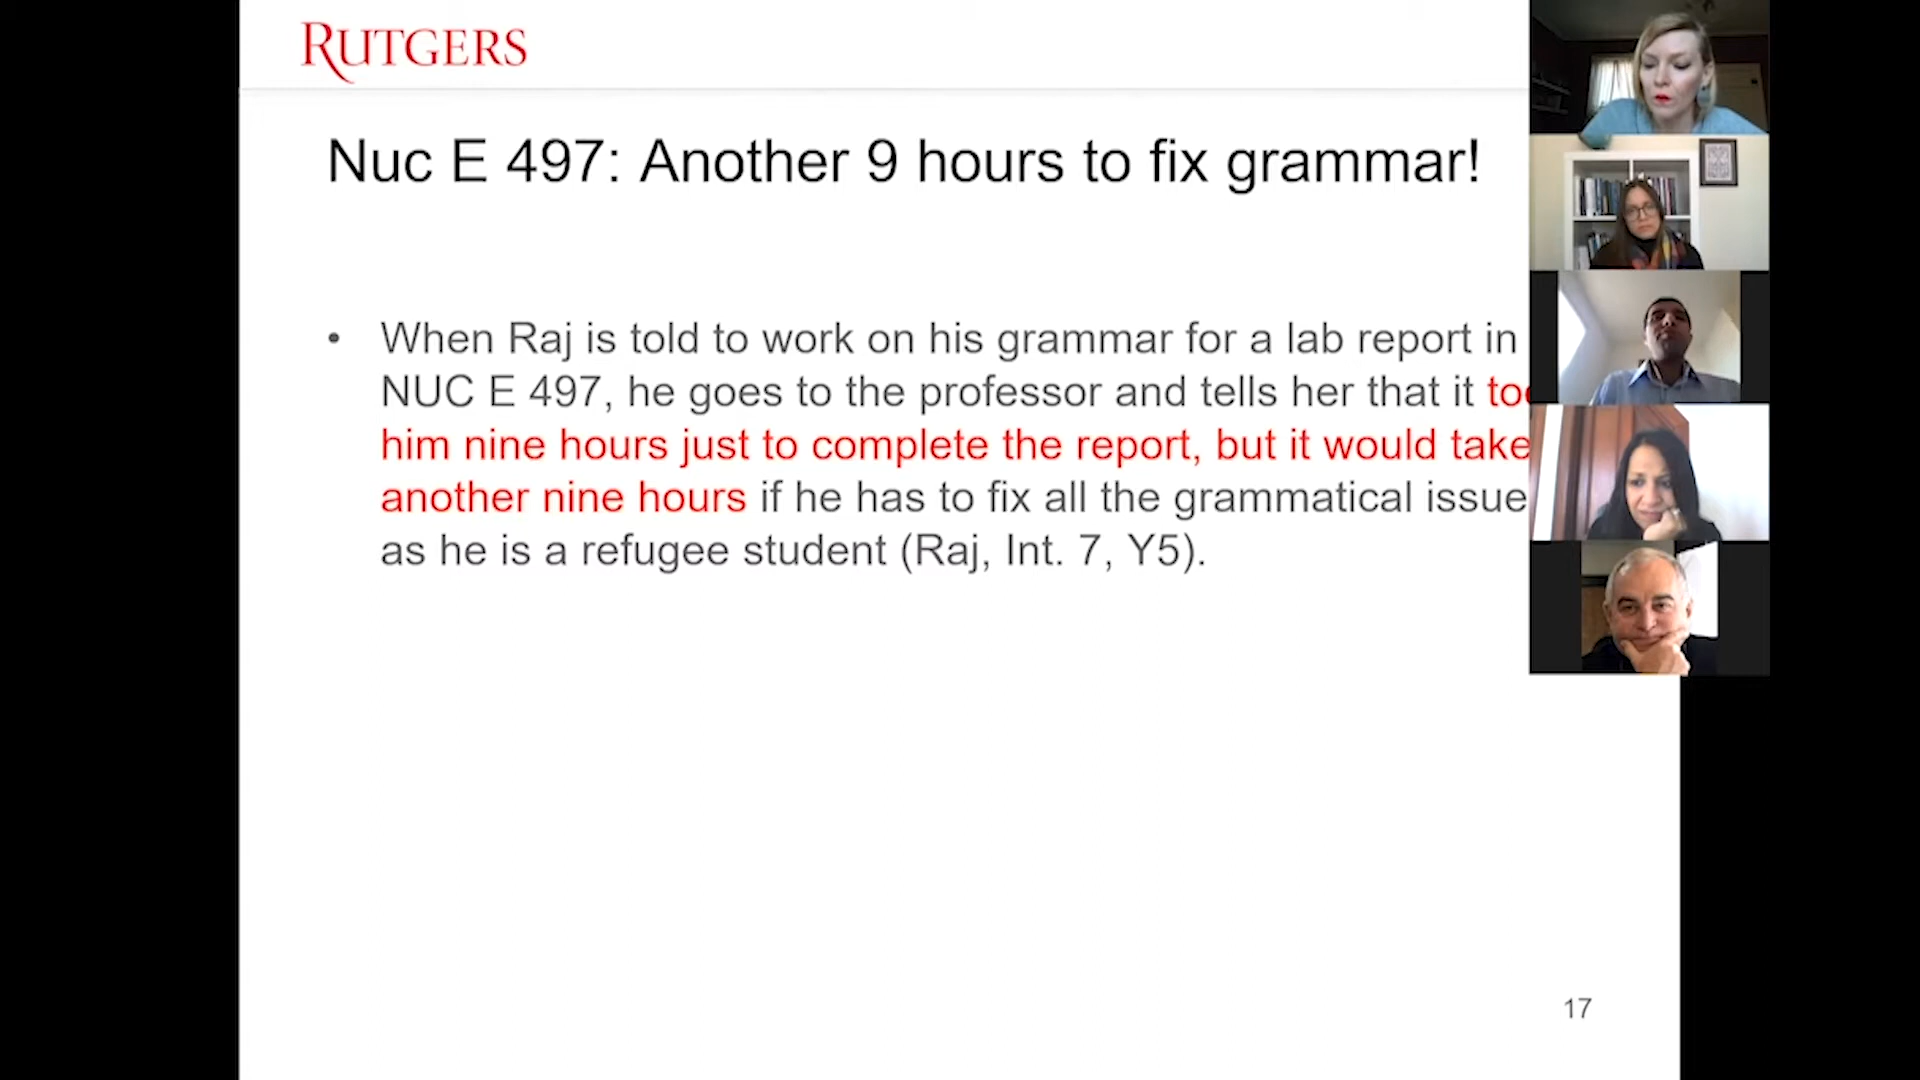 RUTGERS
Nuc E 497: Another 9 hours to fix grammar!
• When Raj is told to work on his grammar for a lab report in
NUC E 497, he goes to the professor and tells her that it
him nine hours just to complete the report, but it would take
another nine hours if he has to fix all the grammatical issue
as he is a refugee student (Raj, Int. 7, Y5).
17